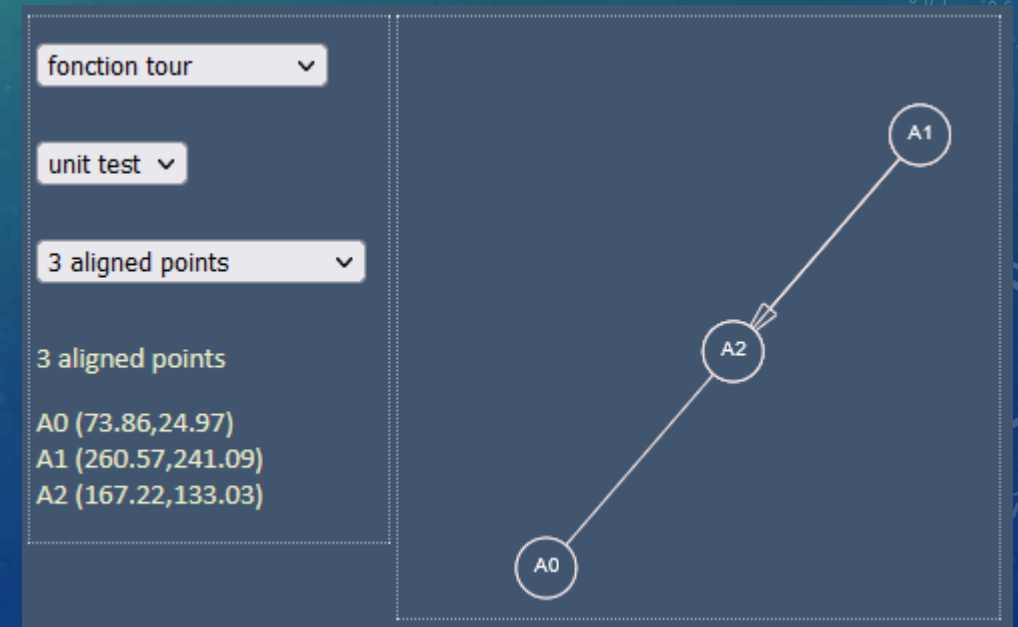 fonction tour
unit test
3 aligned points
3 aligned points
A0 (73.86,24.97)
A1 (260.57,241.09)
A2 (167.22,133.03)
A1
A2
A0